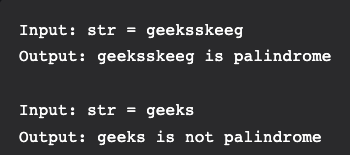 Input: str = geeksskeeg
Output: geeksskeeg is palindrome
Input: str = geeks
Output: geeks is not palindrome